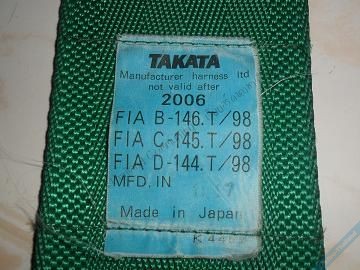 TAKATA
Manufacturer harness ltd
not valid after
2006
FIA B-146.T/98
FIA C-145.T/98
FIA D-144.T/98
MFD. IN 7
Made in Japan